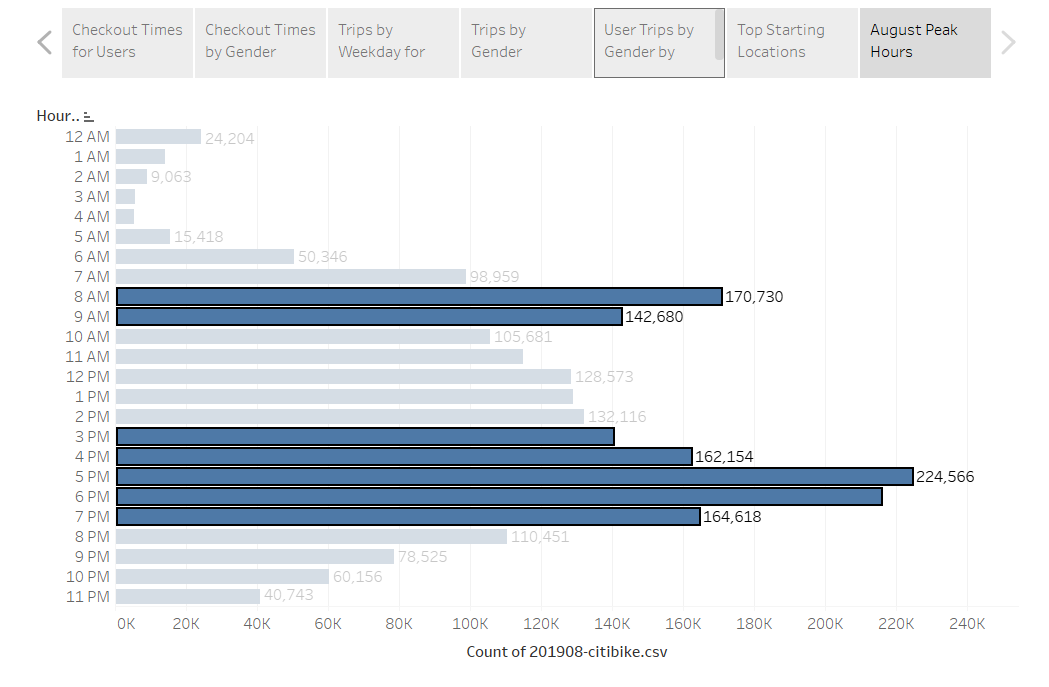 Checkout Times
for Users
Checkout Times
by Gender
Trips by
Weekday for
Trips by
Gender
User Trips by
Gender by
Top Starting
Locations
August Peak
Hours
Hour..
12 AM 24,204
1 AM
2 AM 9,063
3 AM
4 AM
5 AM 15,418
6 AM 50,346
7 AM 98,959
8 AM 170,730
9 AM 142,680
10 AM 105,681
11 AM
12 PM 128,573
1 PM
2 PM 132,116
3 PM
4 PM 162,154
5 PM 224,566
6 PM
7 PM 164,618
8 PM 110,451
9 PM 78,525
10 PM 60,156
11 PM 40,743
0K 20K 40K 60K 80K 100K 120K 140K 160K 180K 200K 220K 240K
Count of 201908-citibike.csv